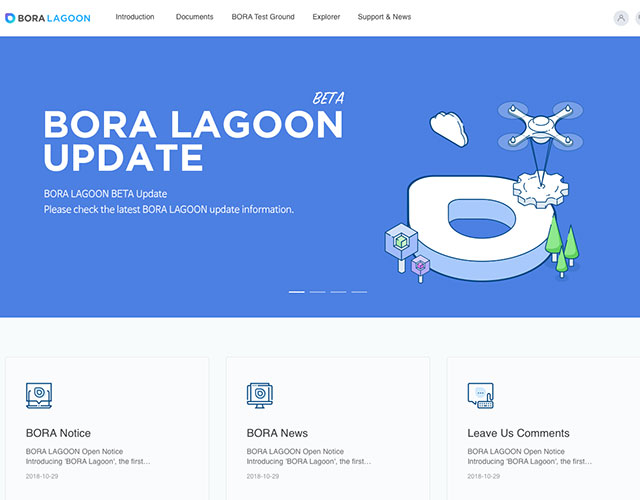 BORA LAGOON
Introduction
Documents
BORA Test Ground
Explorer
Support & News
BETA
BORA LAGOON
UPDATE
BORA LAGOON BETA Update
Please check the latest BORA LAGOON update information.
BORA Notice
BORA LAGOON Open Notice
Introducing 'BORA Lagoon', the first…
2018-10-29
BORA News
BORA LAGOON Open Notice
Introducing 'BORA Lagoon', the first…
2018-10-29
Leave Us Comments
BORA LAGOON Open Notice
Introducing 'BORA Lagoon', the first…
2018-10-29